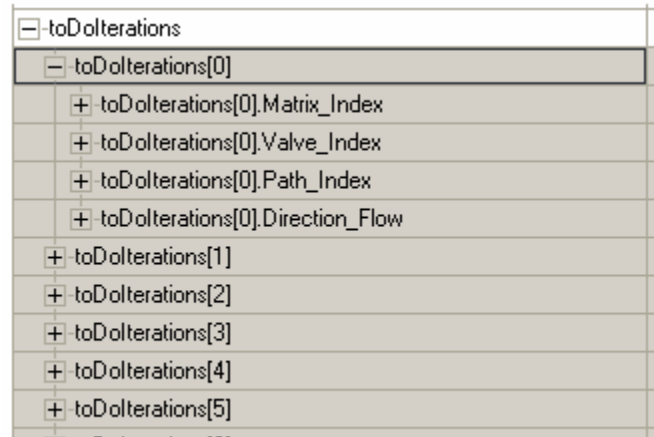 toDoIterations
toDoIterations[0]
toDoIterations[0].Matrix_Index
toDoIterations[0].Valve_Index
toDoIterations[0].Path_Index
toDoIterations[0].Direction_Flow
toDoIterations[1]
toDoIterations[2]
toDoIterations[3]
toDoIterations[4]
toDoIterations[5]